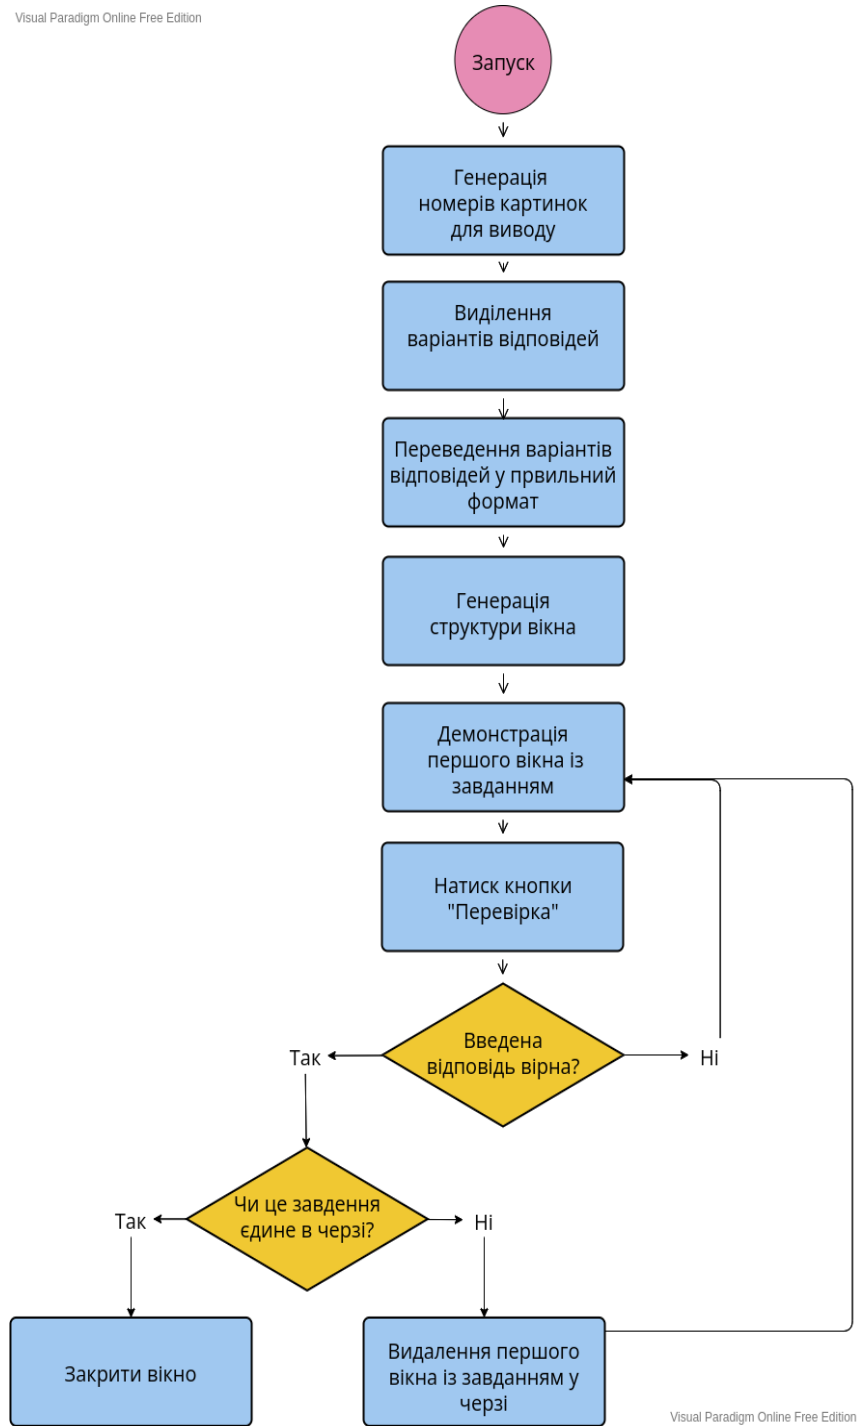 Visual Paradigm Online Free Edition
Запуск
Генерація
номерів картинок
для виводу
Виділення
варіантів відповідей
Переведення варіантів
відповідей у првильний
формат
Генерація
структури вікна
Демонстрація
першого вікна із
завданням
Натиск кнопки
"Перевірка"
Введена
відповідь вірна?
Так
Ні
Чи це завдення
єдине в черзі?
Так
Ні
Закрити вікно
Видалення першого
вікна із завданням у
черзі
Visual Paradigm Online Free Edition